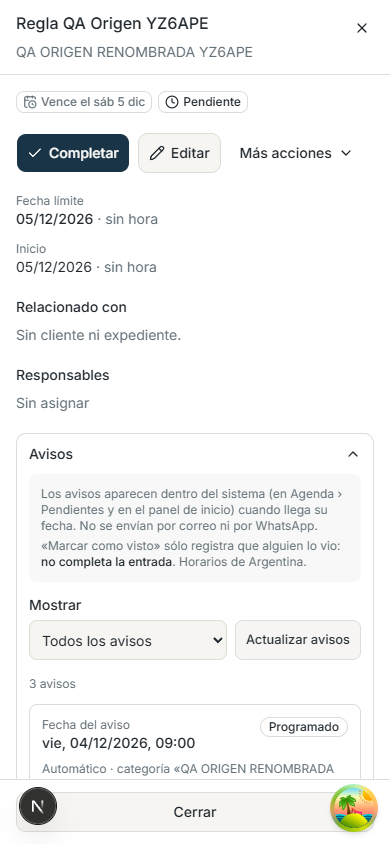 Regla QA Origen YZ6APE
QA ORIGEN RENOMBRADA YZ6APE
Vence el sáb 5 dic
Pendiente
Completar
Editar
Más acciones
Fecha límite
05/12/2026 · sin hora
Inicio
05/12/2026 · sin hora
Relacionado con
Sin cliente ni expediente.
Responsables
Sin asignar
Avisos
Los avisos aparecen dentro del sistema (en Agenda ›
Pendientes y en el panel de inicio) cuando llega su
fecha. No se envían por correo ni por WhatsApp.
«Marcar como visto» sólo registra que alguien lo vio:
no completa la entrada. Horarios de Argentina.
Mostrar
Todos los avisos
Actualizar avisos
3 avisos
Fecha del aviso
Programado
vie, 04/12/2026, 09:00
Automático · categoría «QA ORIGEN RENOMBRADA
N
Cerrar